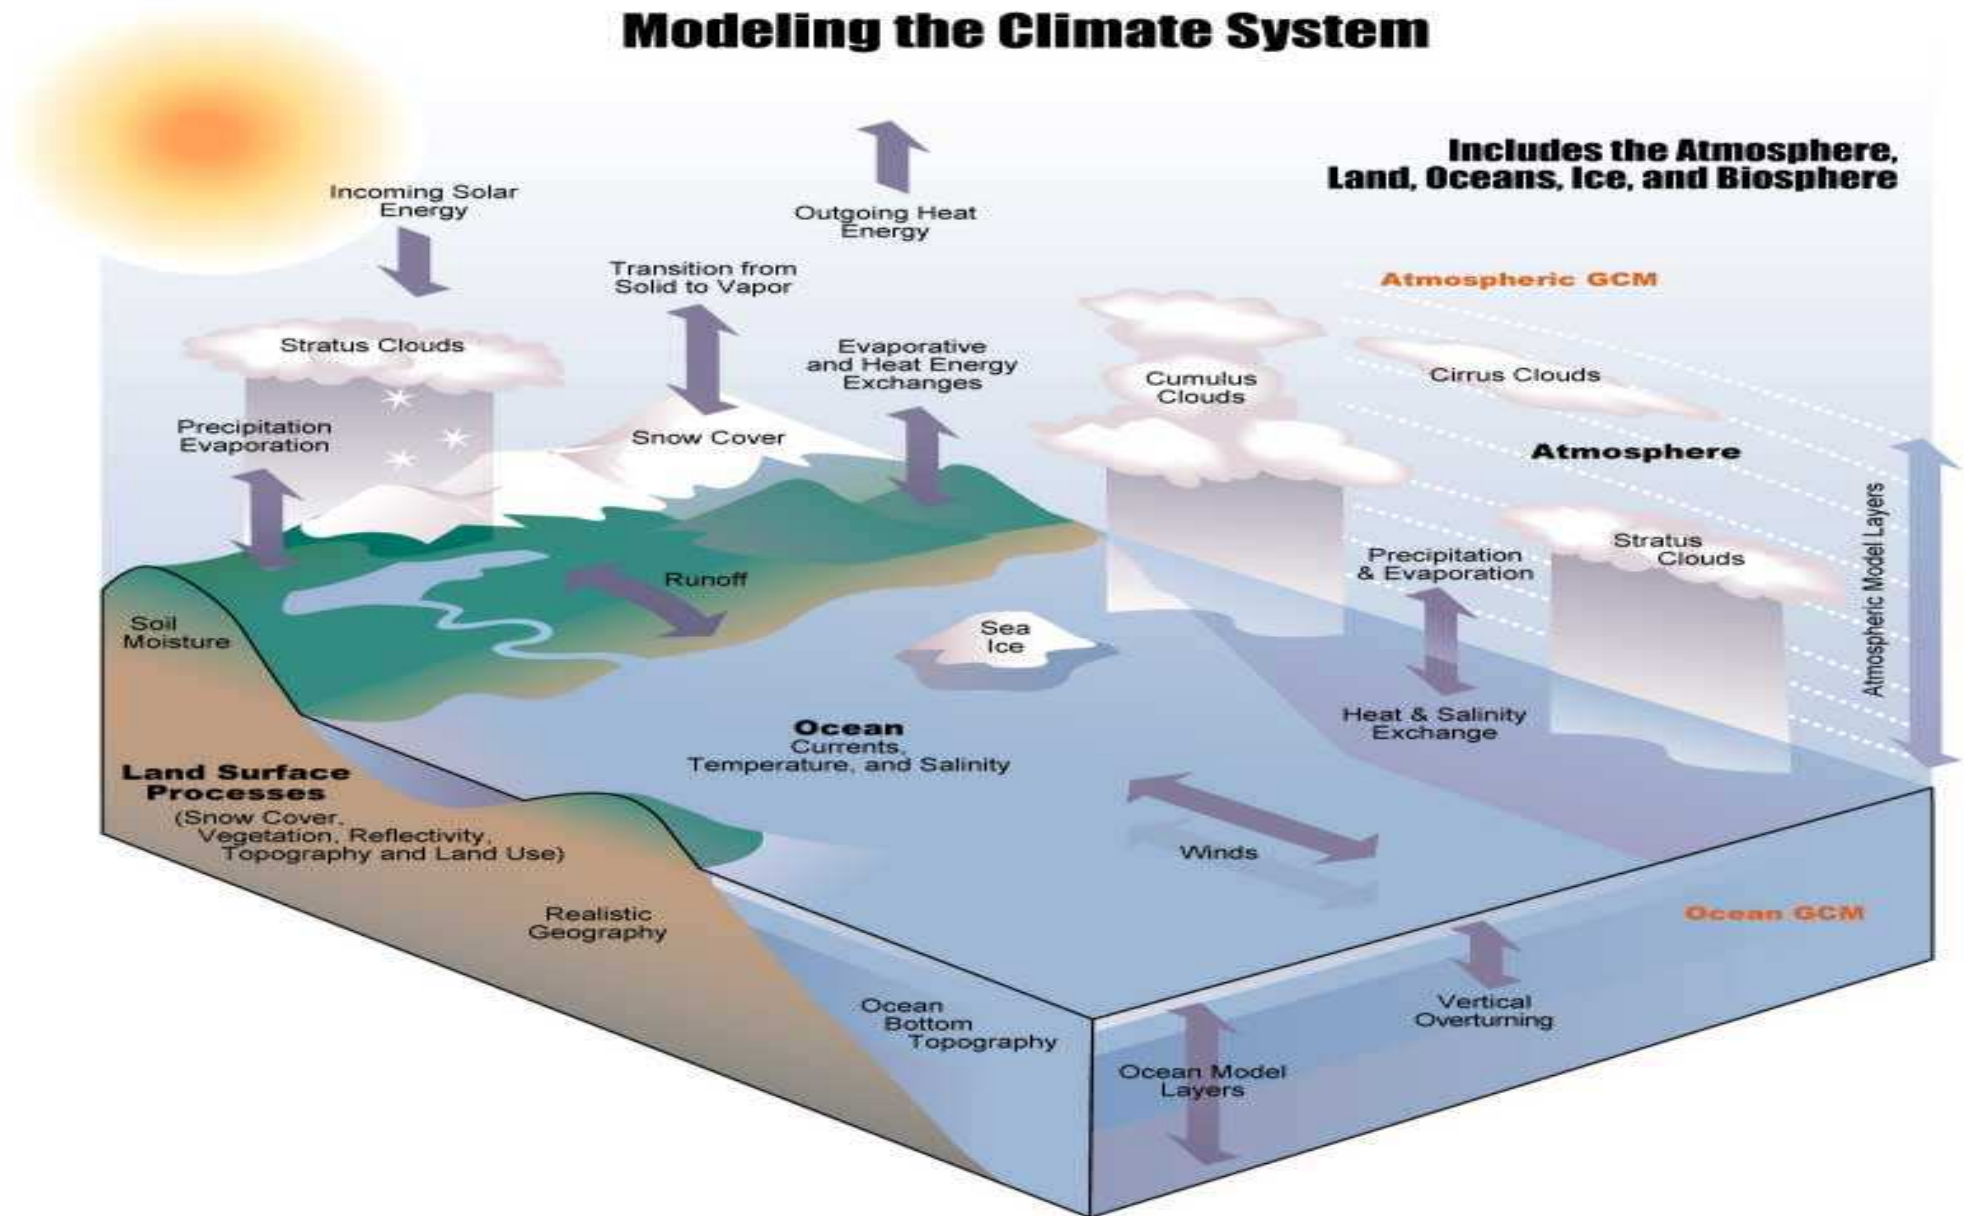 Modeling the Climate System
Includes the Atmosphere,
Land, Oceans, Ice, and Biosphere
Incoming Solar
Energy
Outgoing Heat
Energy
Transition from
Solid to Vapor
Atmospheric GCM
Stratus Clouds
Evaporative
and Heat Energy
Exchanges
Cumulus
Clouds
Cirrus Clouds
Precipitation
Evaporation
Snow Cover
Atmosphere
Atmospheric Model Layers
Stratus
Clouds
Precipitation
& Evaporation
Runoff
Soil
Moisture
Sea
Ice
Heat & Salinity
Exchange
Ocean
Currents,
Temperature, and Salinity
Land Surface
Processes
(Snow Cover,
Vegetation, Reflectivity,
Topography and Land Use)
Winds
Realistic
Geography
Ocean GCM
Ocean
Bottom
Topography
Vertical
Overturning
Ocean Model
Layers